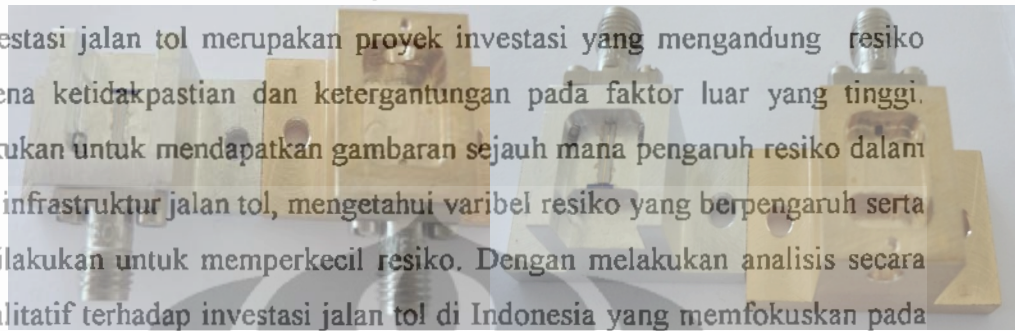 estasi jalan tol merupakan proyek investasi yang mengandung resiko
ena ketidakpastian dan ketergantungan pada faktor luar yang tinggi.
ukan untuk mendapatkan gambaran sejauh mana pengaruh resiko dalam
infrastruktur jalan tol, mengetahui varibel resiko yang berpengaruh serta
ilakukan untuk memperkecil resiko. Dengan melakukan analisis secara
litatif terhadap investasi jalan tol di Indonesia yang memfokuskan pada